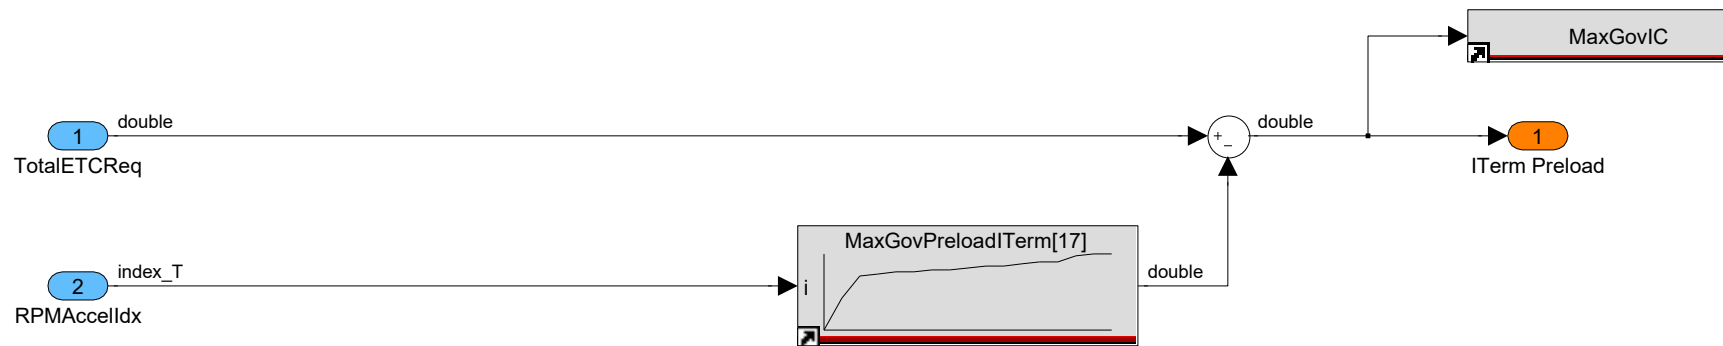 MaxGovIC
double
1
TotalETCReq
+
−
double
1
ITerm Preload
MaxGovPreloadITerm[17]
i
double
index_T
2
RPMAccelIdx